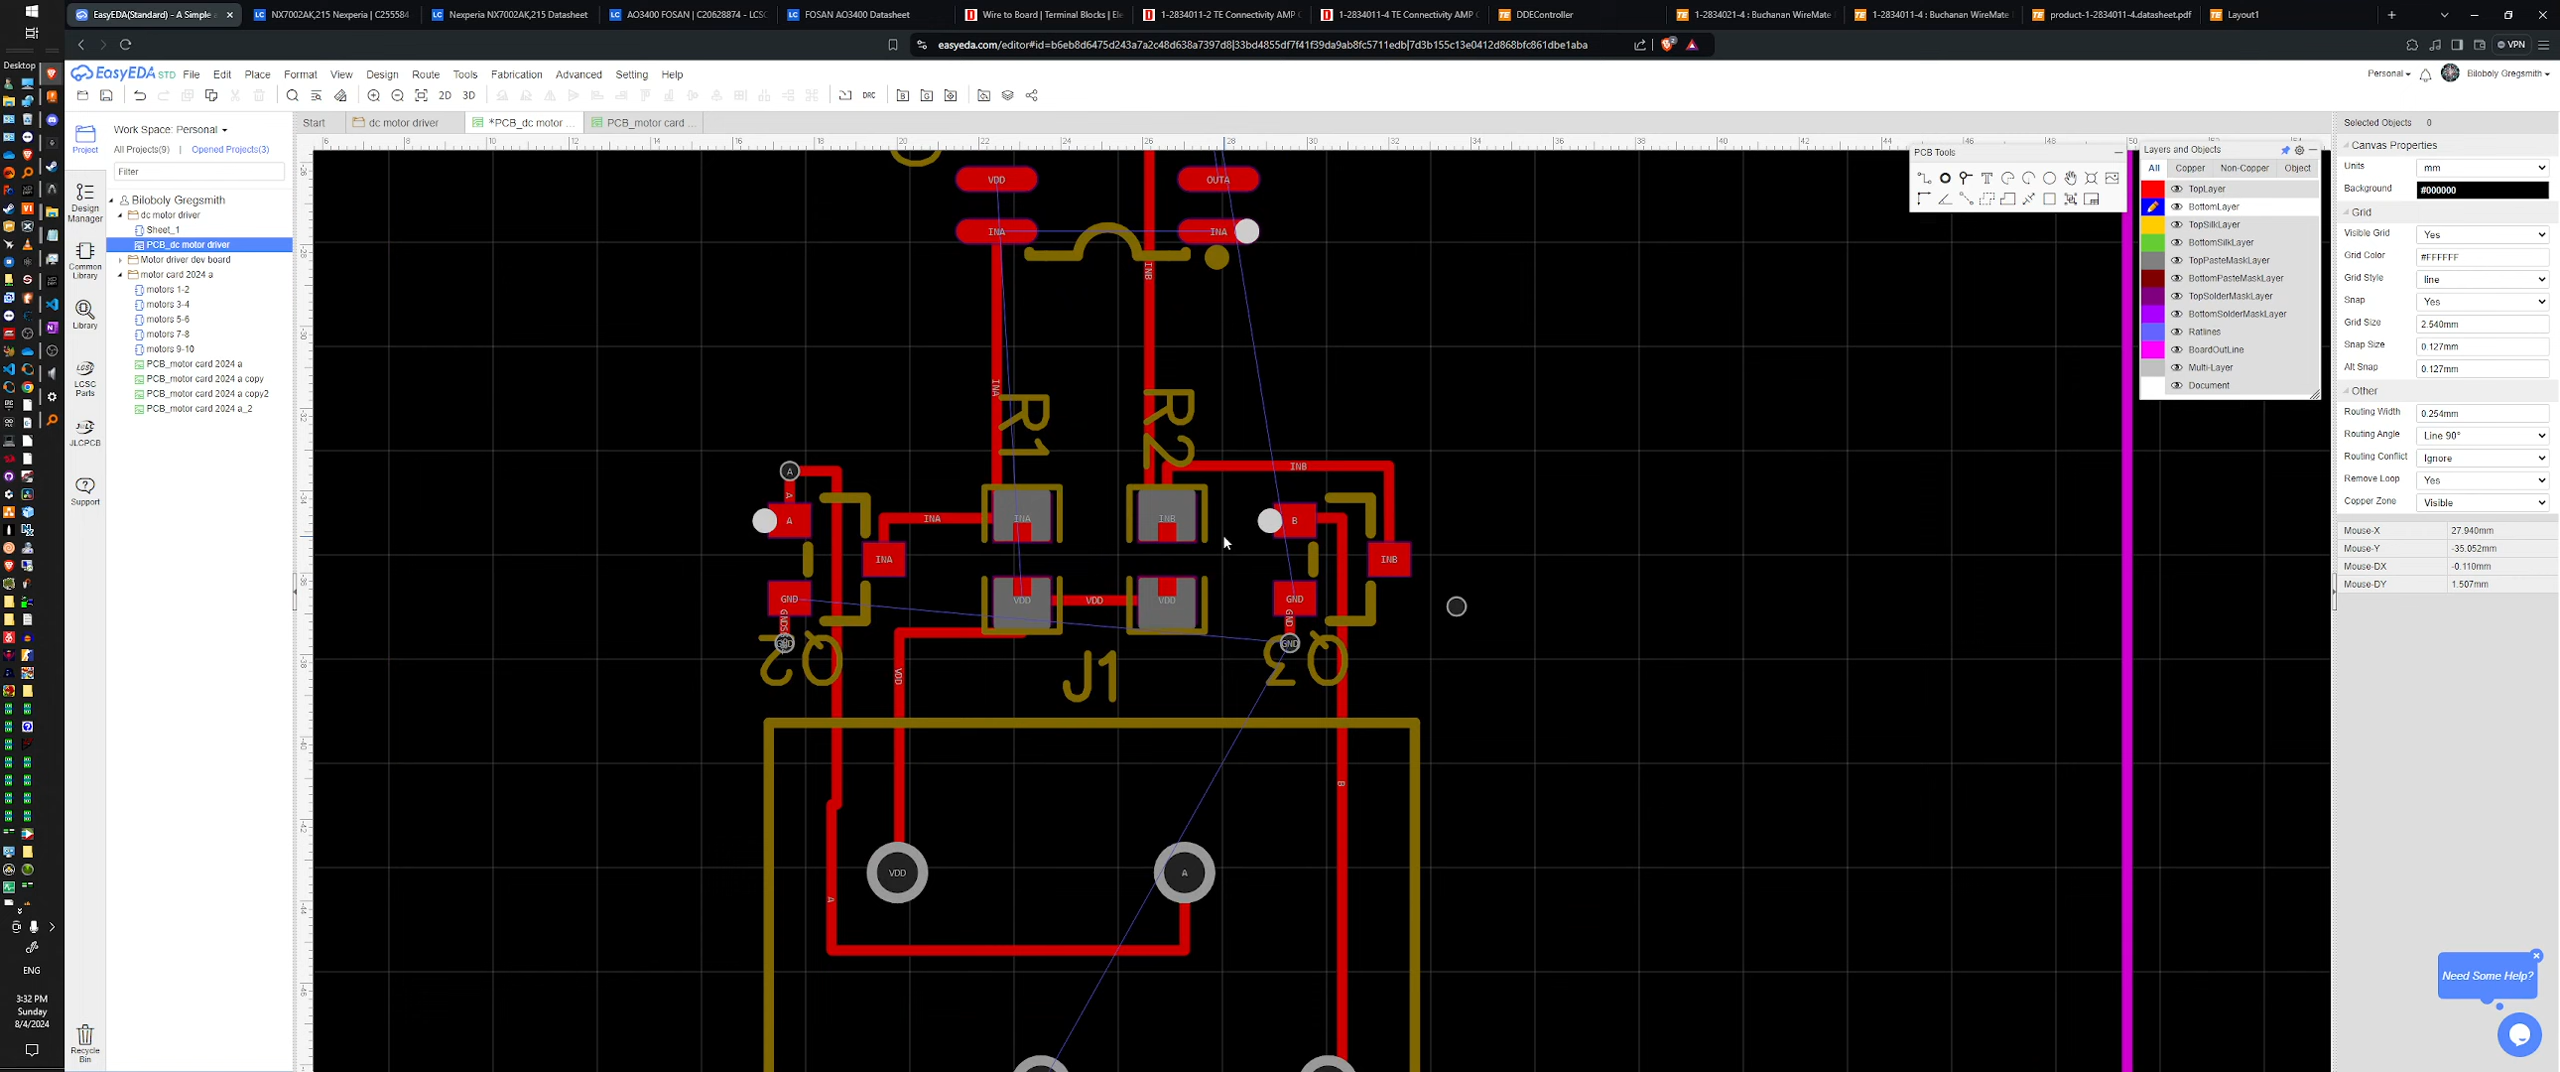 EasyEDA(Standard) - A Simple a
NX7002AK,215 Nexperia | C255584
Nexperia NX7002AK,215 Datasheet
AO3400 FOSAN | C20628874 - LCSC
FOSAN AO3400 Datasheet
Wire to Board | Terminal Blocks | Ele
1-2834011-2 TE Connectivity AMP
1-2834011-4 TE Connectivity AMP C
DDEController
1-2834021-4 : Buchanan WireMate
1-2834011-4 : Buchanan WireMate
product-1-2834011-4.datasheet.pdf
Layout1
Desktop
easyeda.com/editor#id=b6eb8d6475d243a7a2c48d638a7397d8|33bd4855df7f41f39da9ab8fc5711edb|7d3b155c13e0412d868bfc861dbe1aba
VPN
EasyEDA STD
File Edit Place Format View Design Route Tools Fabrication Advanced Setting Help
Personal
Biloboly Gregsmith
2D 3D DRC
Project
Work Space: Personal
All Projects(9) | Opened Projects(3)
Filter
Start
dc motor driver
*PCB_dc motor ...
PCB_motor card ...
Biloboly Gregsmith
dc motor driver
Sheet_1
PCB_dc motor driver
Motor driver dev board
motor card 2024 a
motors 1-2
motors 3-4
motors 5-6
motors 7-8
motors 9-10
PCB_motor card 2024 a
PCB_motor card 2024 a copy
PCB_motor card 2024 a copy2
PCB_motor card 2024 a_2
Design Manager
Common Library
Library
LCSC Parts
JLCPCB
Support
Recycle Bin
VDD
OUTA
INA
INA
INB
INA
R1
R2
A
A
A
INA
INA
INA
INB
INB
B
INB
GND
VDD
VDD
VDD
GND
GND
GND
GND
Q2
J1
Q3
VDD
B
VDD
A
A
PCB Tools
Layers and Objects
All Copper Non-Copper Object
TopLayer
BottomLayer
TopSilkLayer
BottomSilkLayer
TopPasteMaskLayer
BottomPasteMaskLayer
TopSolderMaskLayer
BottomSolderMaskLayer
Ratlines
BoardOutLine
Multi-Layer
Document
Selected Objects 0
Canvas Properties
Units mm
Background #000000
Grid
Visible Grid Yes
Grid Color #FFFFFF
Grid Style line
Snap Yes
Grid Size 2.540mm
Snap Size 0.127mm
Alt Snap 0.127mm
Other
Routing Width 0.254mm
Routing Angle Line 90°
Routing Conflict Ignore
Remove Loop Yes
Copper Zone Visible
Mouse-X 27.940mm
Mouse-Y -35.052mm
Mouse-DX -0.110mm
Mouse-DY 1.507mm
Need Some Help?
ENG
3:32 PM
Sunday
8/4/2024